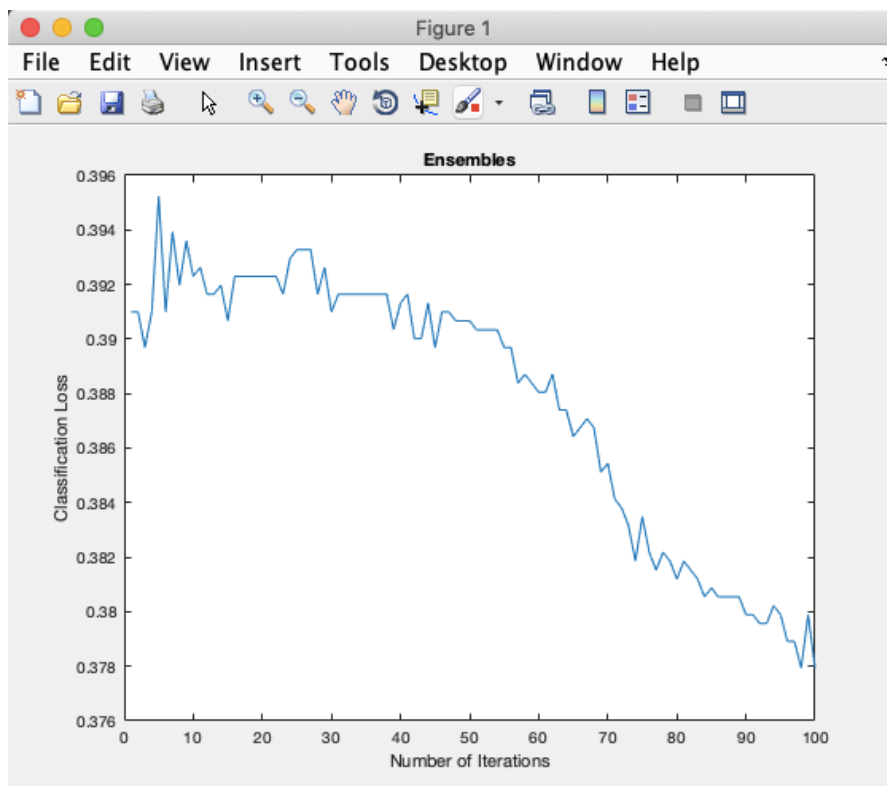 Figure 1
File Edit View Insert Tools Desktop Window Help
Ensembles
0.396
0.394
0.392
0.39
0.388
0.386
0.384
0.382
0.38
0.378
0.376
Classification Loss
0 10 20 30 40 50 60 70 80 90 100
Number of Iterations